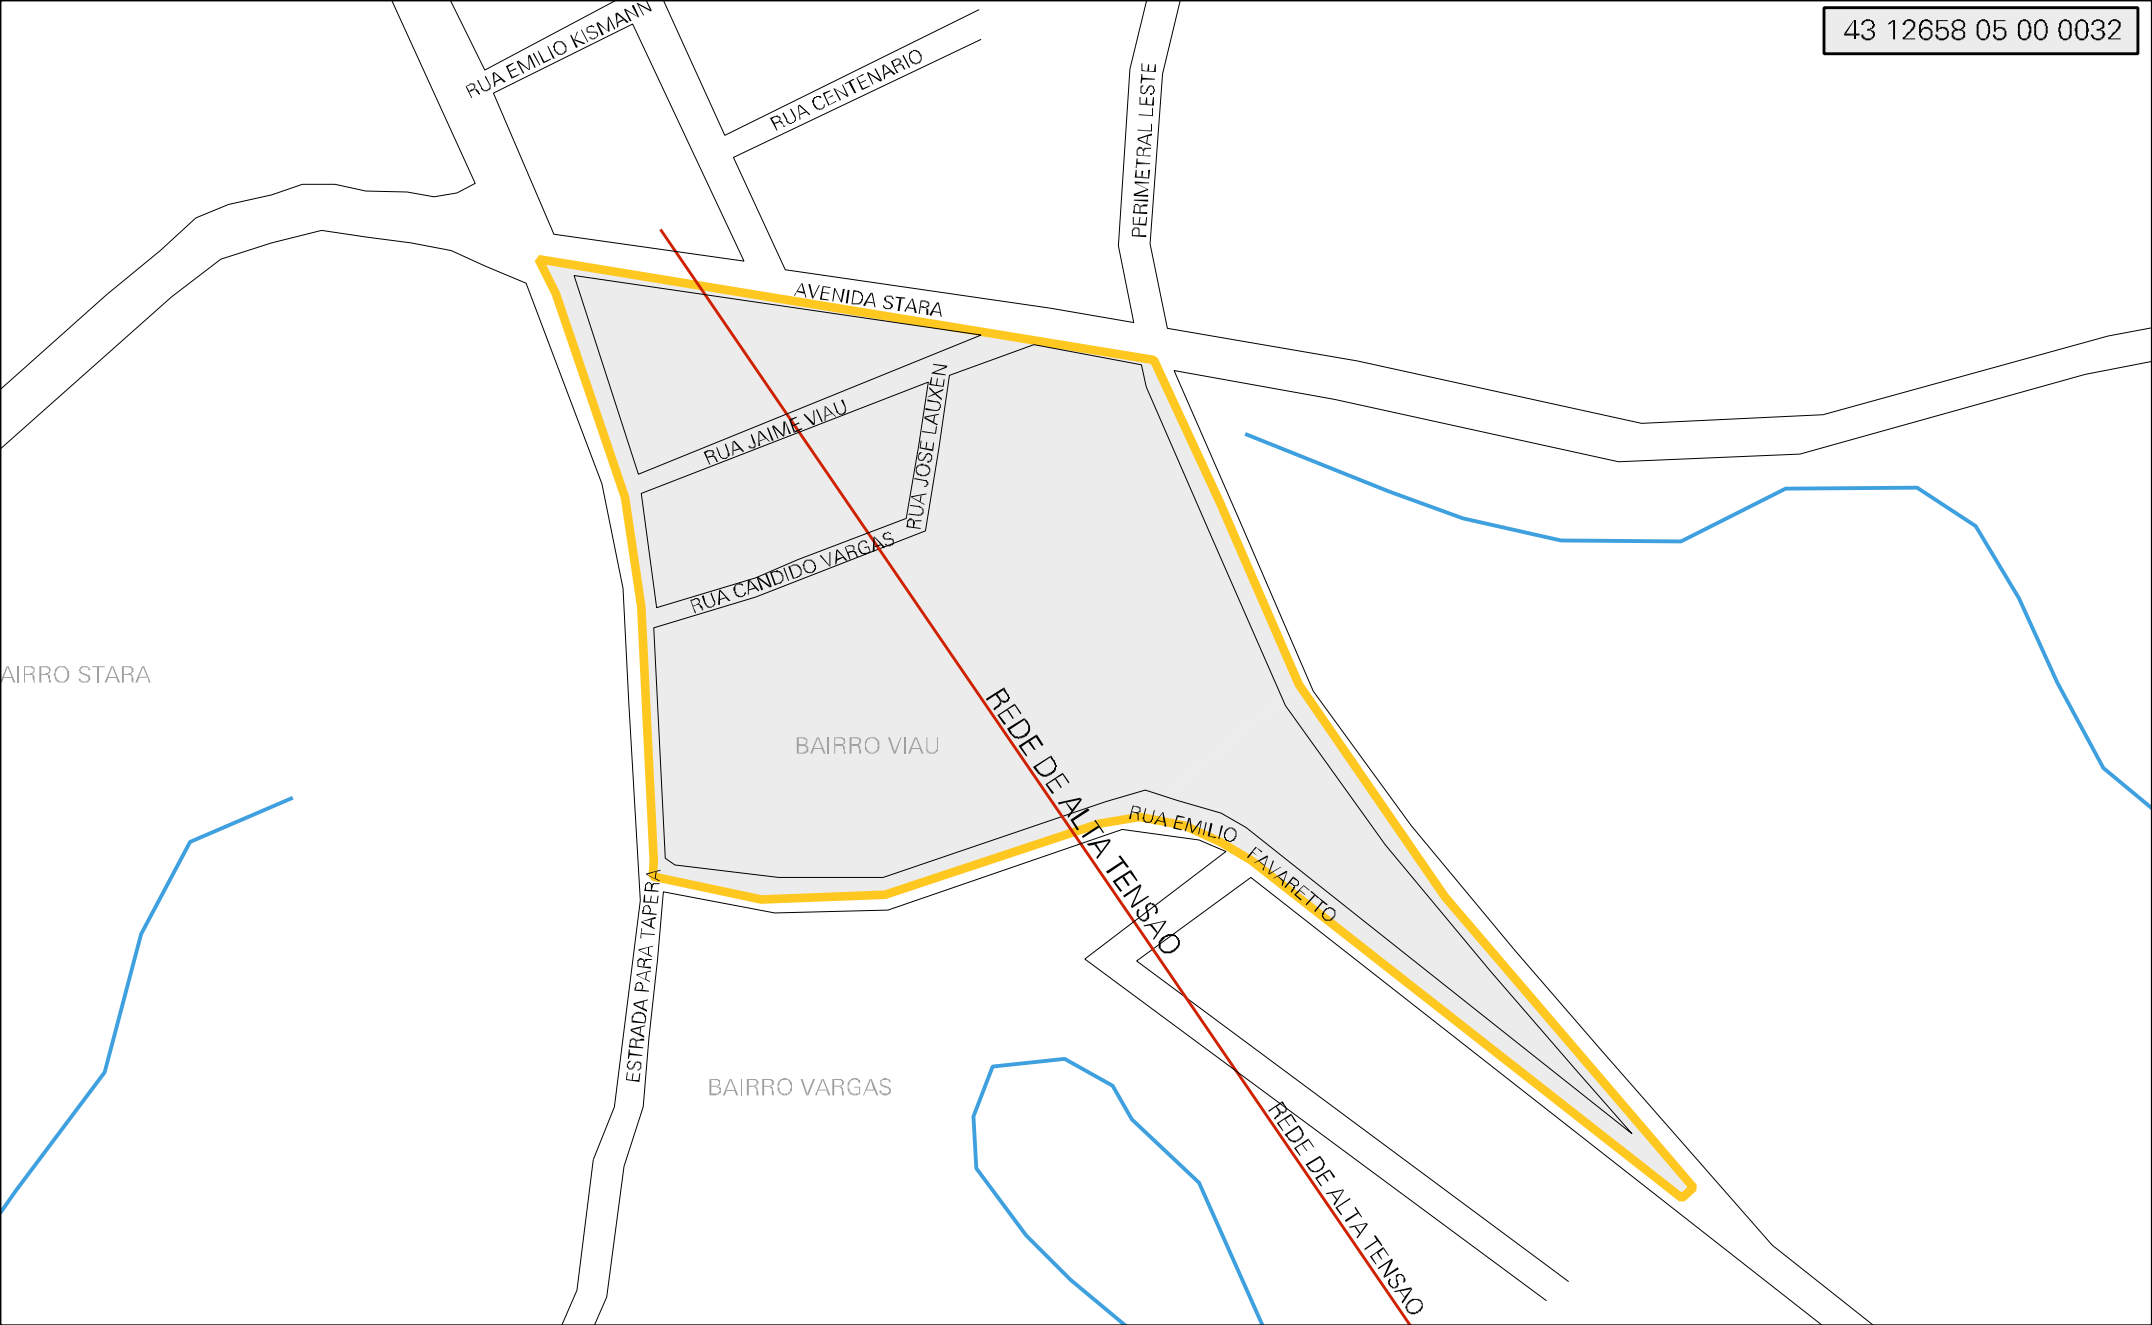 43 12658 05 00 0032
RUA EMILIO KISMANN
RUA CENTENARIO
PERIMETRAL LESTE
AVENIDA STARA
RUA JAIME VIAU
RUA JOSE LAUXEN
RUA CANDIDO VARGAS
AIRRO STARA
BAIRRO VIAU
REDE DE ALTA TENSAO
RUA EMILIO
FAVARETTO
ESTRADA PARA TAPERA
BAIRRO VARGAS
REDE DE ALTA TENSAO